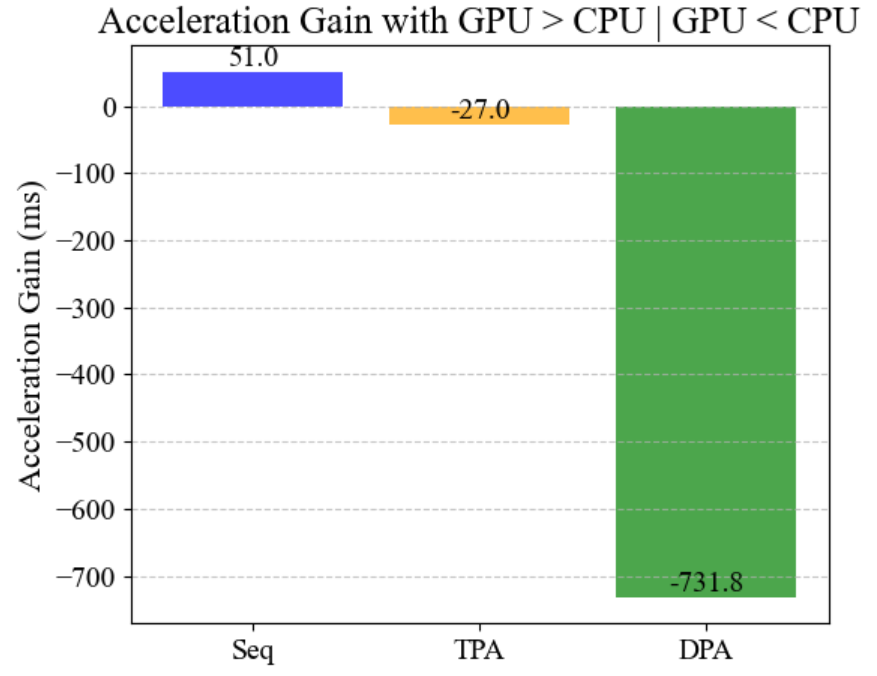 Acceleration Gain with GPU > CPU | GPU < CPU
51.0
-27.0
-731.8
Acceleration Gain (ms)
0
−100
−200
−300
−400
−500
−600
−700
Seq
TPA
DPA